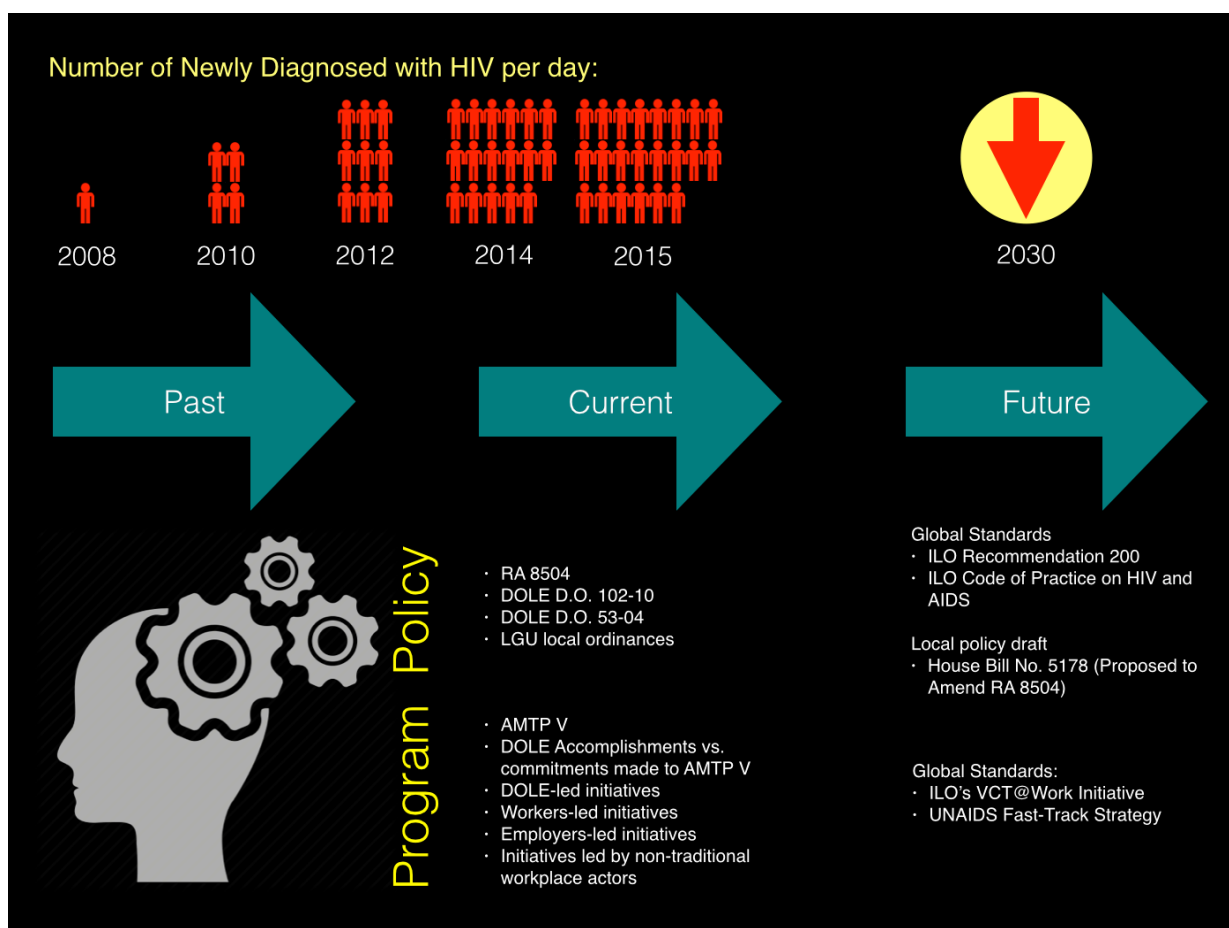 Number of Newly Diagnosed with HIV per day:
2008
2010
2012
2014
2015
2030
Past
Current
Future
Policy
· RA 8504
· DOLE D.O. 102-10
· DOLE D.O. 53-04
· LGU local ordinances
Global Standards
· ILO Recommendation 200
· ILO Code of Practice on HIV and
AIDS
Local policy draft
· House Bill No. 5178 (Proposed to
Amend RA 8504)
Program
· AMTP V
· DOLE Accomplishments vs.
commitments made to AMTP V
· DOLE-led initiatives
· Workers-led initiatives
· Employers-led initiatives
· Initiatives led by non-traditional
workplace actors
Global Standards:
· ILO's VCT@Work Initiative
· UNAIDS Fast-Track Strategy